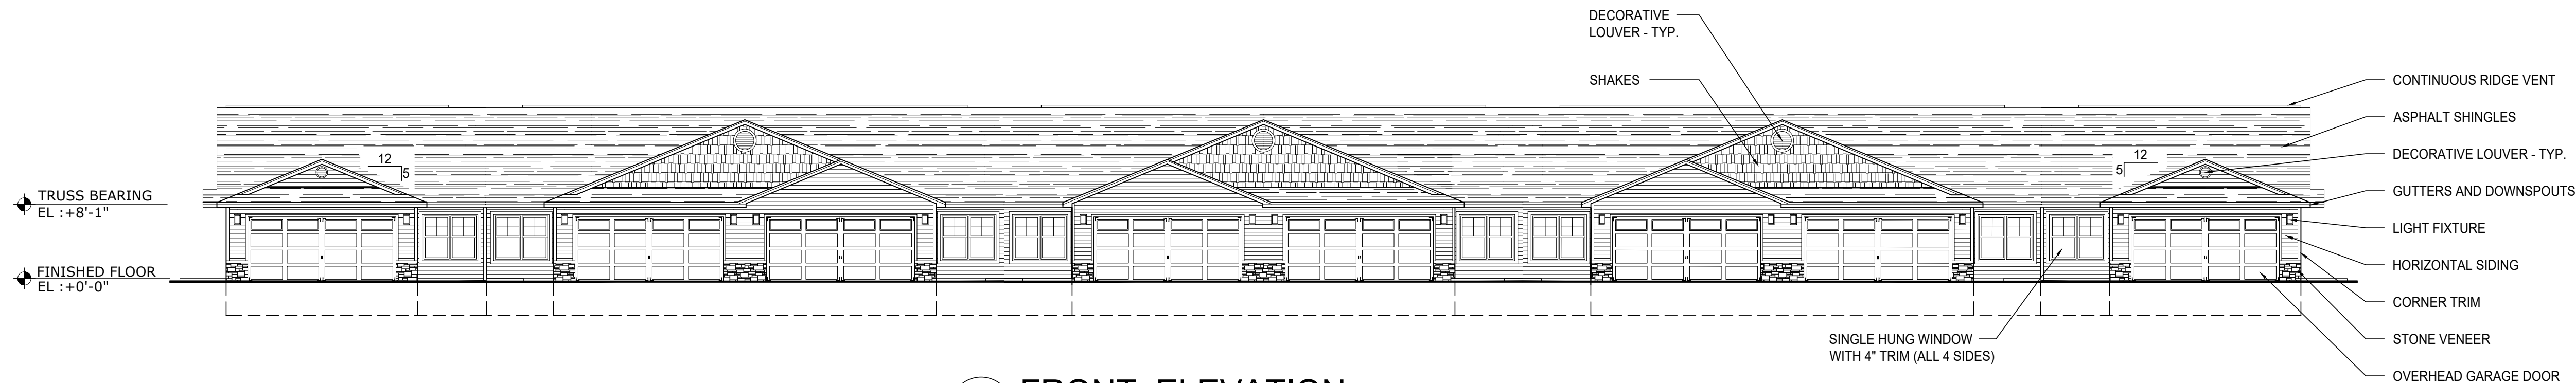 DECORATIVE
LOUVER - TYP.
SHAKES
CONTINUOUS RIDGE VENT
ASPHALT SHINGLES
DECORATIVE LOUVER - TYP.
GUTTERS AND DOWNSPOUTS
LIGHT FIXTURE
HORIZONTAL SIDING
CORNER TRIM
STONE VENEER
OVERHEAD GARAGE DOOR
12
5
12
5
TRUSS BEARING
EL :+8'-1"
FINISHED FLOOR
EL :+0'-0"
SINGLE HUNG WINDOW
WITH 4" TRIM (ALL 4 SIDES)
FRONT ELEVATION